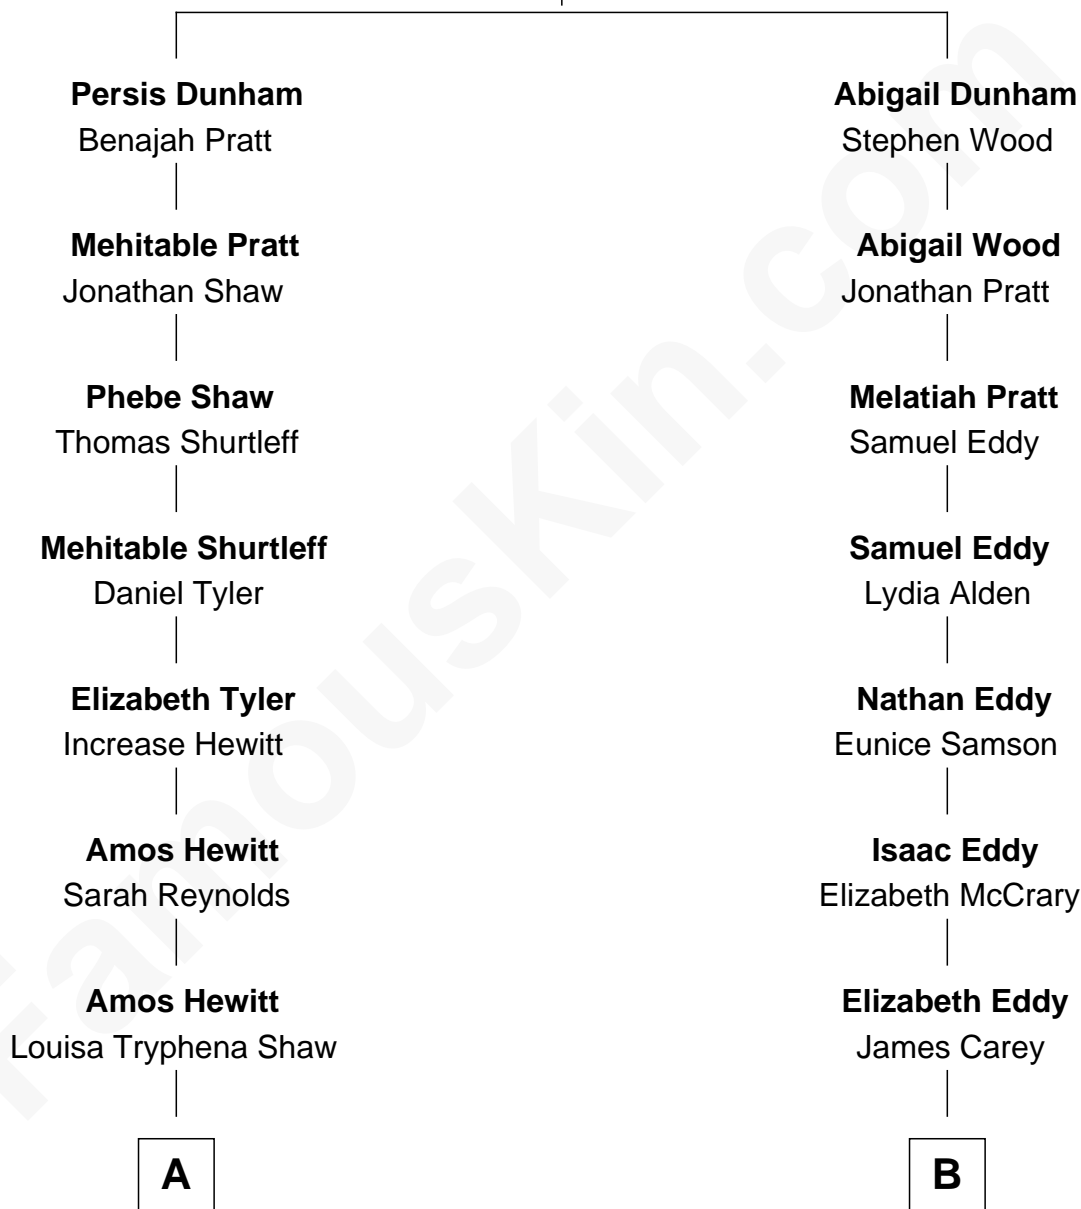 Persis Dunham
Benajah Pratt
Abigail Dunham
Stephen Wood
Mehitable Pratt
Jonathan Shaw
Abigail Wood
Jonathan Pratt
Phebe Shaw
Thomas Shurtleff
Melatiah Pratt
Samuel Eddy
Mehitable Shurtleff
Daniel Tyler
Samuel Eddy
Lydia Alden
Elizabeth Tyler
Increase Hewitt
Nathan Eddy
Eunice Samson
Amos Hewitt
Sarah Reynolds
Isaac Eddy
Elizabeth McCrary
Amos Hewitt
Louisa Tryphena Shaw
Elizabeth Eddy
James Carey
A
B
FamousKin.com